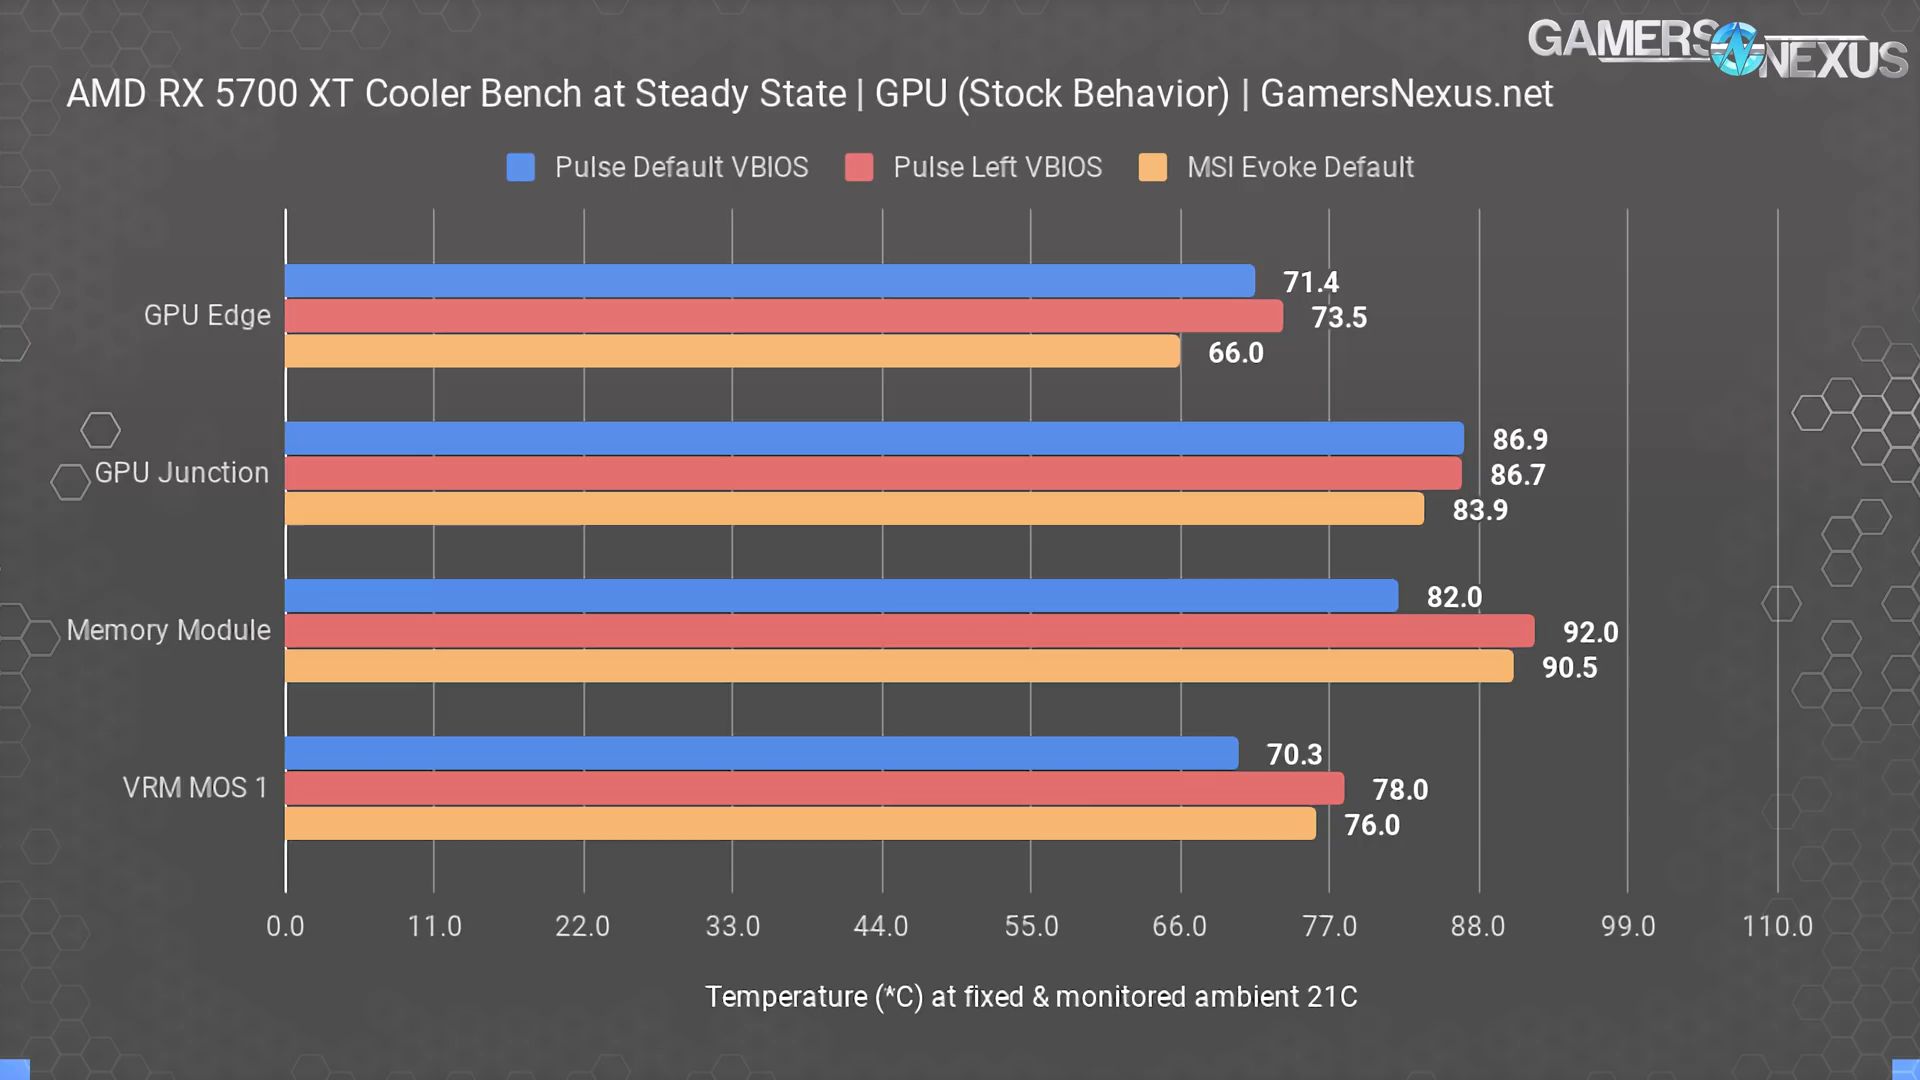 GAMERS NEXUS
AMD RX 5700 XT Cooler Bench at Steady State | GPU (Stock Behavior) | GamersNexus.net
Pulse Default VBIOS Pulse Left VBIOS MSI Evoke Default
GPU Edge
71.4
73.5
66.0
GPU Junction
86.9
86.7
83.9
Memory Module
82.0
92.0
90.5
VRM MOS 1
70.3
78.0
76.0
0.0 11.0 22.0 33.0 44.0 55.0 66.0 77.0 88.0 99.0 110.0
Temperature (*C) at fixed & monitored ambient 21C